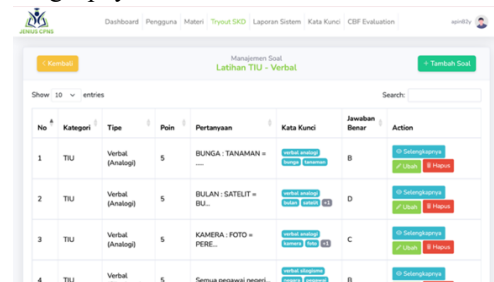 JENIUS CPNS
Dashboard Pengguna Materi Tryout SKD Laporan Sistem Kata Kunci CBF Evaluation
Kembali
Manajemen Soal
Latihan TIU - Verbal
+ Tambah Soal
Show 10 entries
Search:
No Kategori Tipe Poin Pertanyaan Kata Kunci Jawaban Benar Action
1 TIU Verbal (Analogi) 5 BUNGA : TANAMAN = ... verbal analogi bunga tanaman B Selengkapnya Ubah Hapus
2 TIU Verbal (Analogi) 5 BULAN : SATELIT = BU... verbal analogi bulan satelit +1 D Selengkapnya Ubah Hapus
3 TIU Verbal (Analogi) 5 KAMERA : FOTO = PERE... verbal analogi kamera foto +1 C Selengkapnya Ubah Hapus
4 TIU Verbal 5 Semua pegawai negeri... verbal silogisme B Selengkapnya